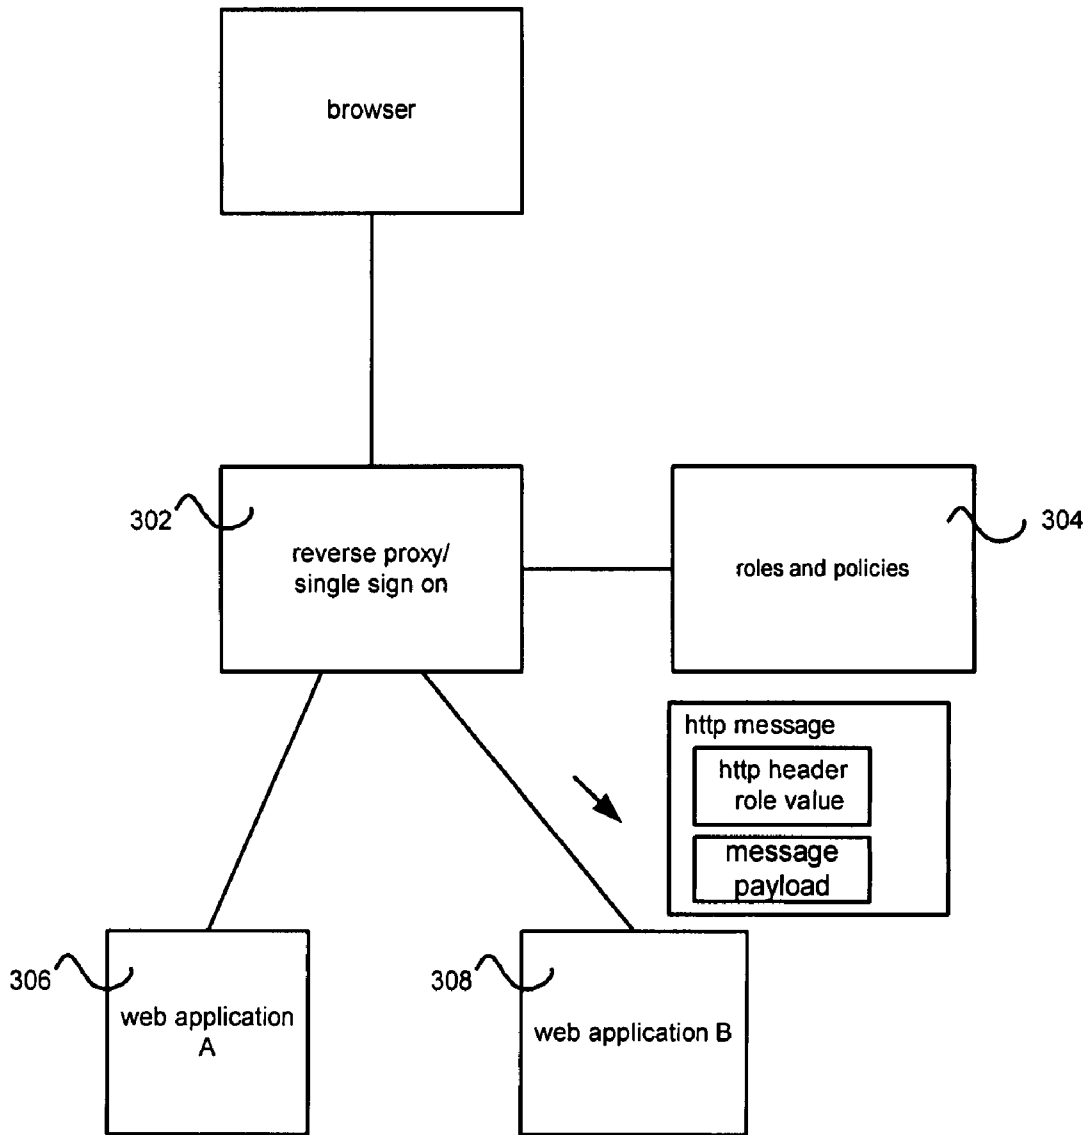 browser
302
reverse proxy/
single sign on
roles and policies
304
http message
http header
role value
message
payload
306
web application
A
308
web application B